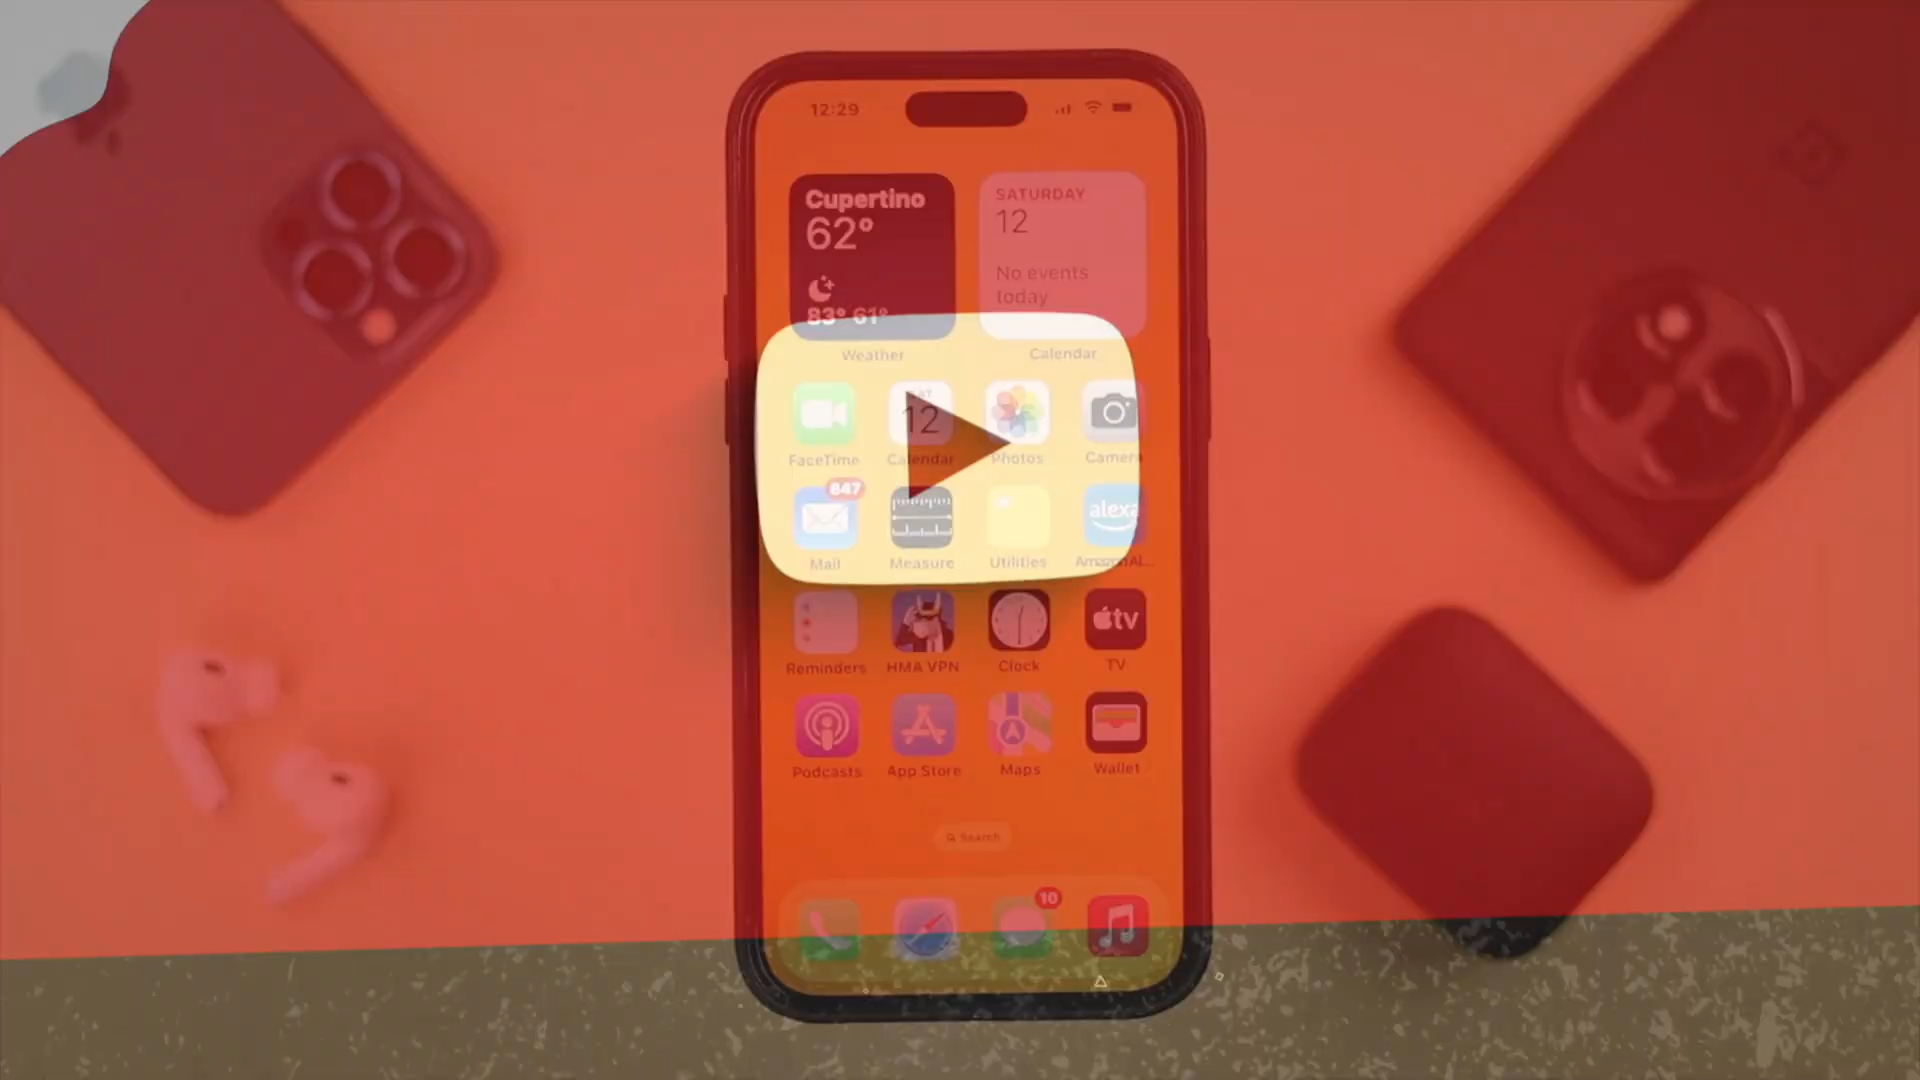 12:29
Cupertino
62°
83° 61°
Weather
SATURDAY
12
No events
today
Calendar
12
FaceTime
Calendar
Photos
Camera
847
alexa
Mail
Measure
Utilities
tv
Reminders
HMA VPN
Clock
TV
Podcasts
App Store
Maps
Wallet
Search
10